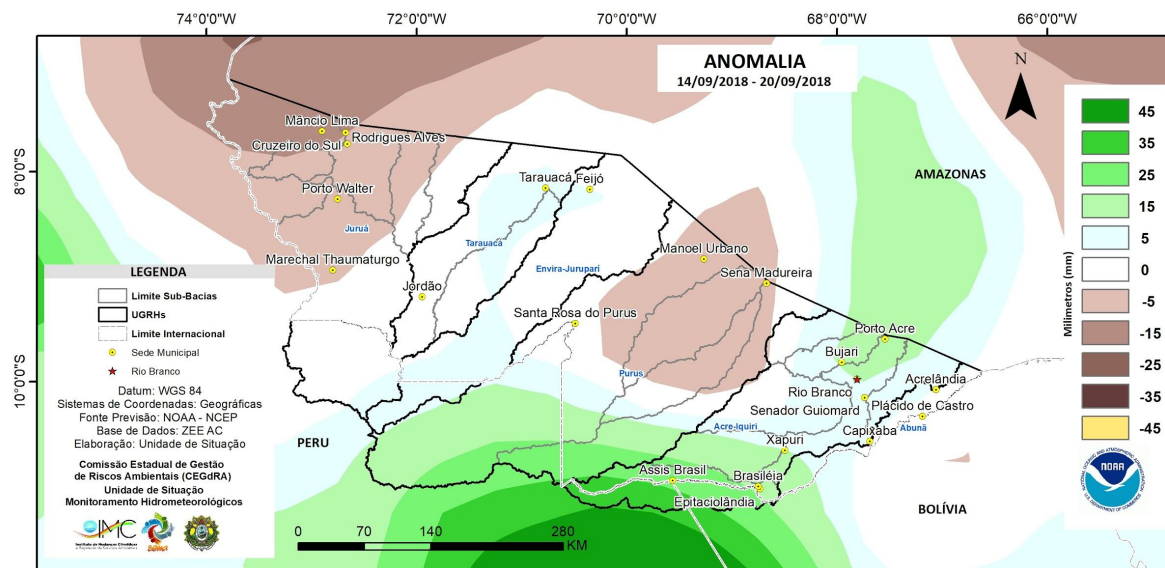 74°0'0"W
72°0'0"W
70°0'0"W
68°0'0"W
66°0'0"W
ANOMALIA
14/09/2018 - 20/09/2018
N
8°0'0"S
10°0'0"S
Mâncio Lima
Rodrigues Alves
Cruzeiro do Sul
Porto Walter
Juruá
Marechal Thaumaturgo
Tarauacá
Feijó
Tarauacá
Envira-Juruparí
Jordão
Santa Rosa do Purus
Manoel Urbano
Sena Madureira
Purus
Porto Acre
Bujari
Rio Branco
Acrelândia
Senador Guiomard
Plácido de Castro
Abunã
Acre-Iquiri
Capixaba
Xapuri
Assis Brasil
Brasiléia
Epitaciolândia
AMAZONAS
PERU
BOLÍVIA
0
70
140
280
KM
LEGENDA
Limite Sub-Bacias
UGRHs
Limite Internacional
Sede Municipal
Rio Branco
Datum: WGS 84
Sistemas de Coordenadas: Geográficas
Fonte Previsão: NOAA - NCEP
Base de Dados: ZEE AC
Elaboração: Unidade de Situação
Comissão Estadual de Gestão
de Riscos Ambientais (CEGdRA)
Unidade de Situação
Monitoramento Hidrometeorológicos
IMC
Milimetros (mm)
45
35
25
15
5
0
-5
-15
-25
-35
-45
NOAA